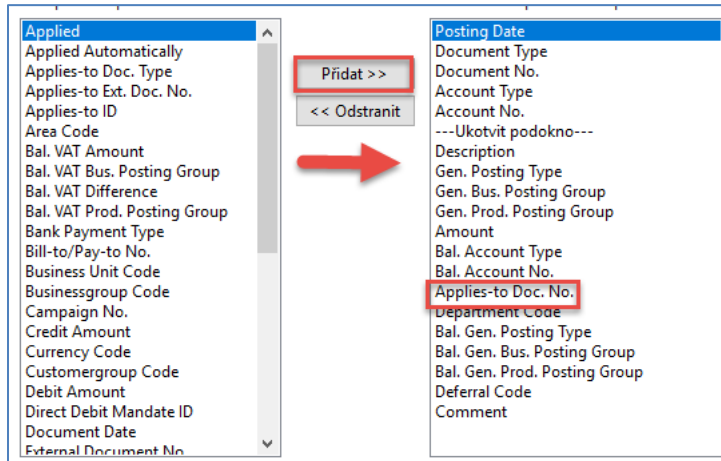 Applied
Applied Automatically
Applies-to Doc. Type
Applies-to Ext. Doc. No.
Applies-to ID
Area Code
Bal. VAT Amount
Bal. VAT Bus. Posting Group
Bal. VAT Difference
Bal. VAT Prod. Posting Group
Bank Payment Type
Bill-to/Pay-to No.
Business Unit Code
Businessgroup Code
Campaign No.
Credit Amount
Currency Code
Customergroup Code
Debit Amount
Direct Debit Mandate ID
Document Date
External Document No.
Přidat >>
<< Odstranit
Posting Date
Document Type
Document No.
Account Type
Account No.
---Ukotvit podokno---
Description
Gen. Posting Type
Gen. Bus. Posting Group
Gen. Prod. Posting Group
Amount
Bal. Account Type
Bal. Account No.
Applies-to Doc. No.
Department Code
Bal. Gen. Posting Type
Bal. Gen. Bus. Posting Group
Bal. Gen. Prod. Posting Group
Deferral Code
Comment